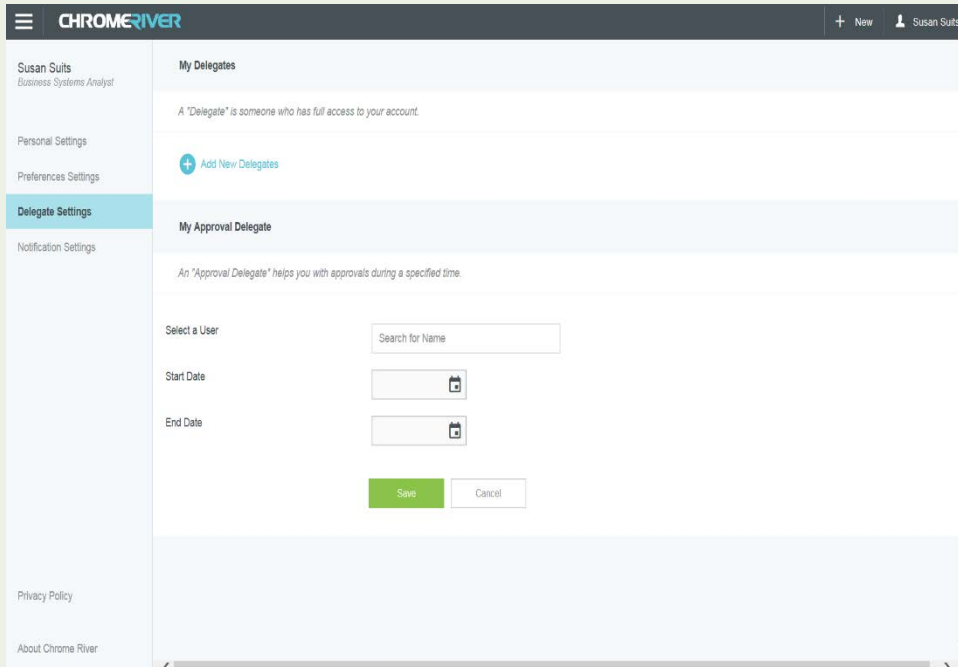 CHROMERIVER
+ New
Susan Suits
Susan Suits
Business Systems Analyst
Personal Settings
Preferences Settings
Delegate Settings
Notification Settings
Privacy Policy
About Chrome River
My Delegates
A "Delegate" is someone who has full access to your account.
Add New Delegates
My Approval Delegate
An "Approval Delegate" helps you with approvals during a specified time.
Select a User
Search for Name
Start Date
End Date
Save
Cancel